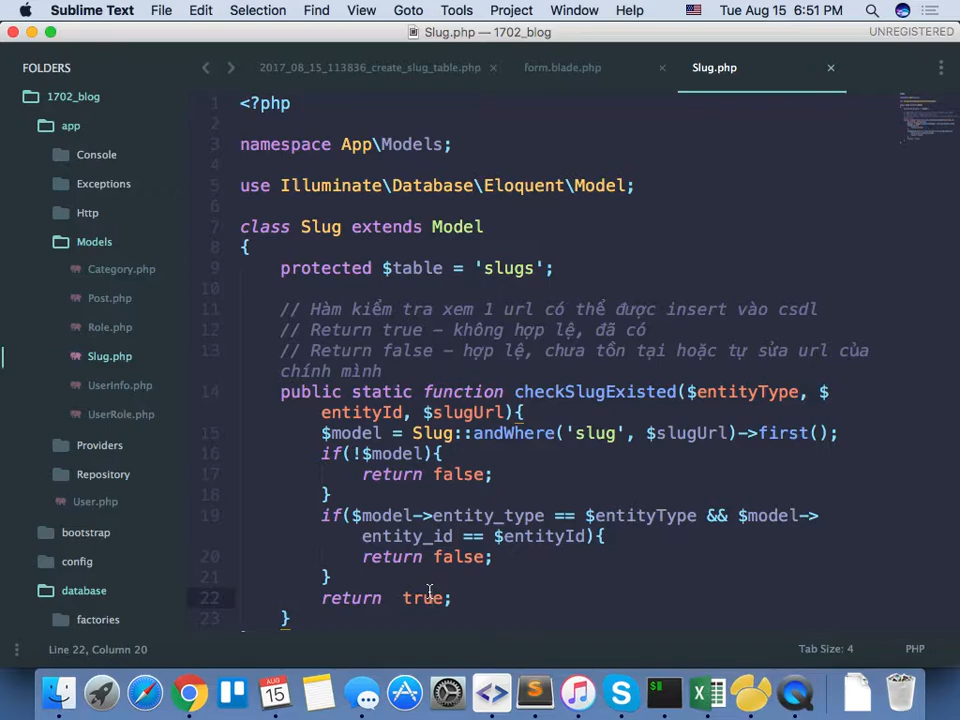 Sublime Text File Edit Selection Find View Goto Tools Project Window Help Tue Aug 15 6:51 PM
Slug.php — 1702_blog UNREGISTERED
FOLDERS
1702_blog
app
Console
Exceptions
Http
Models
Category.php
Post.php
Role.php
Slug.php
UserInfo.php
UserRole.php
Providers
Repository
User.php
bootstrap
config
database
factories
2017_08_15_113836_create_slug_table.php form.blade.php Slug.php
1 <?php
2
3 namespace App\Models;
4
5 use Illuminate\Database\Eloquent\Model;
6
7 class Slug extends Model
8 {
9 protected $table = 'slugs';
10
11 // Hàm kiểm tra xem 1 url có thể được insert vào csdl
12 // Return true - không hợp lệ, đã có
13 // Return false - hợp lệ, chưa tồn tại hoặc tự sửa url của
chính mình
14 public static function checkSlugExisted($entityType, $
entityId, $slugUrl){
15 $model = Slug::andWhere('slug', $slugUrl)->first();
16 if(!$model){
17 return false;
18 }
19 if($model->entity_type == $entityType && $model->
entity_id == $entityId){
20 return false;
21 }
22 return  true;
23 }
Line 22, Column 20 Tab Size: 4 PHP
AUG
15